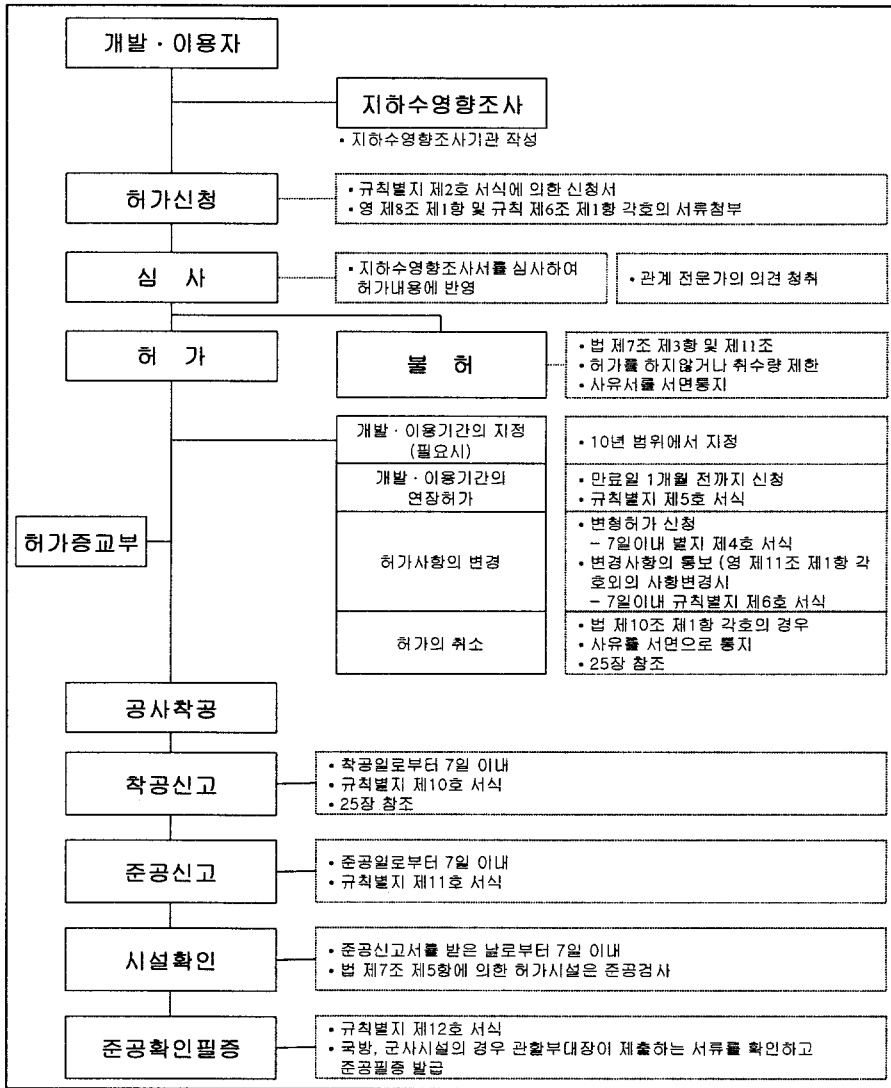 개발 · 이용자
지하수영향조사
• 지하수영향조사기관 작성
허가신청
• 규칙별지 제2호 서식에 의한 신청서
• 영 제8조 제1항 및 규칙 제6조 제1항 각호의 서류첨부
심 사
• 지하수영향조사서를 심사하여
허가내용에 반영
• 관계 전문가의 의견 청취
허 가
불 허
• 법 제7조 제3항 및 제11조
• 허가를 하지않거나 취수량 제한
• 사유서를 서면통지
개발 · 이용기간의 지정
(필요시)
• 10년 범위에서 지정
개발 · 이용기간의
연장허가
• 만료일 1개월 전까지 신청
• 규칙별지 제5호 서식
허가증교부
허가사항의 변경
• 변형허가 신청
– 7일이내 별지 제4호 서식
• 변경사항의 통보 (영 제11조 제1항 각
호외의 사항변경시
– 7일이내 규칙별지 제6호 서식
허가의 취소
• 법 제10조 제1항 각호의 경우
• 사유를 서면으로 통지
• 25장 참조
공사착공
착공신고
• 착공일로부터 7일 이내
• 규칙별지 제10호 서식
• 25장 참조
준공신고
• 준공일로부터 7일 이내
• 규칙별지 제11호 서식
시설확인
• 준공신고서를 받은 날로부터 7일 이내
• 법 제7조 제5항에 의한 허가시설은 준공검사
준공확인필증
• 규칙별지 제12호 서식
• 국방, 군사시설의 경우 관할부대장이 제출하는 서류를 확인하고
준공필증 발급